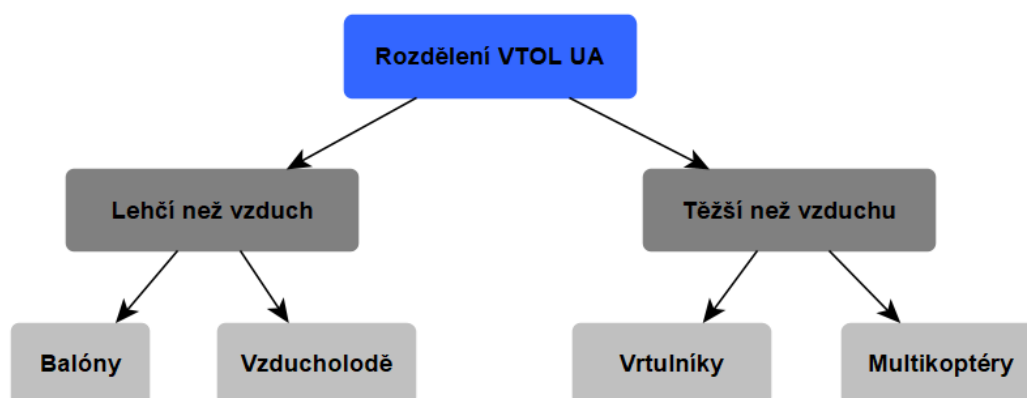 Rozdělení VTOL UA
Lehčí než vzduch
Těžší než vzduchu
Balóny
Vzducholodě
Vrtulníky
Multikoptéry